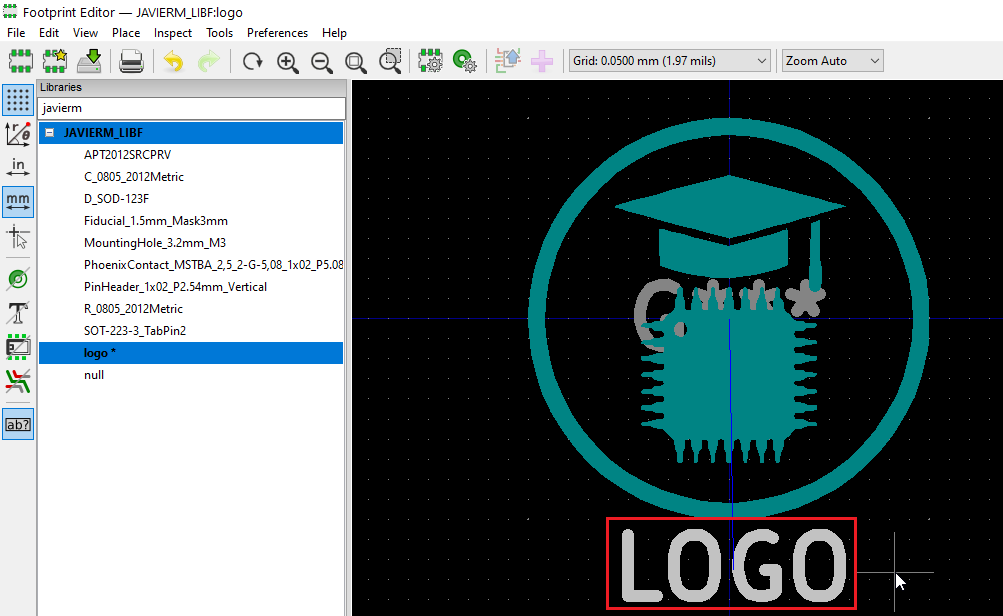 Footprint Editor — JAVIERM_LIBF:logo
File Edit View Place Inspect Tools Preferences Help
Grid: 0.0500 mm (1.97 mils) Zoom Auto
Libraries
javierm
JAVIERM_LIBF
APT2012SRCPRV
C_0805_2012Metric
D_SOD-123F
Fiducial_1.5mm_Mask3mm
MountingHole_3.2mm_M3
PhoenixContact_MSTBA_2,5_2-G-5,08_1x02_P5.08
PinHeader_1x02_P2.54mm_Vertical
R_0805_2012Metric
SOT-223-3_TabPin2
logo *
null
in
mm
ab?
LOGO